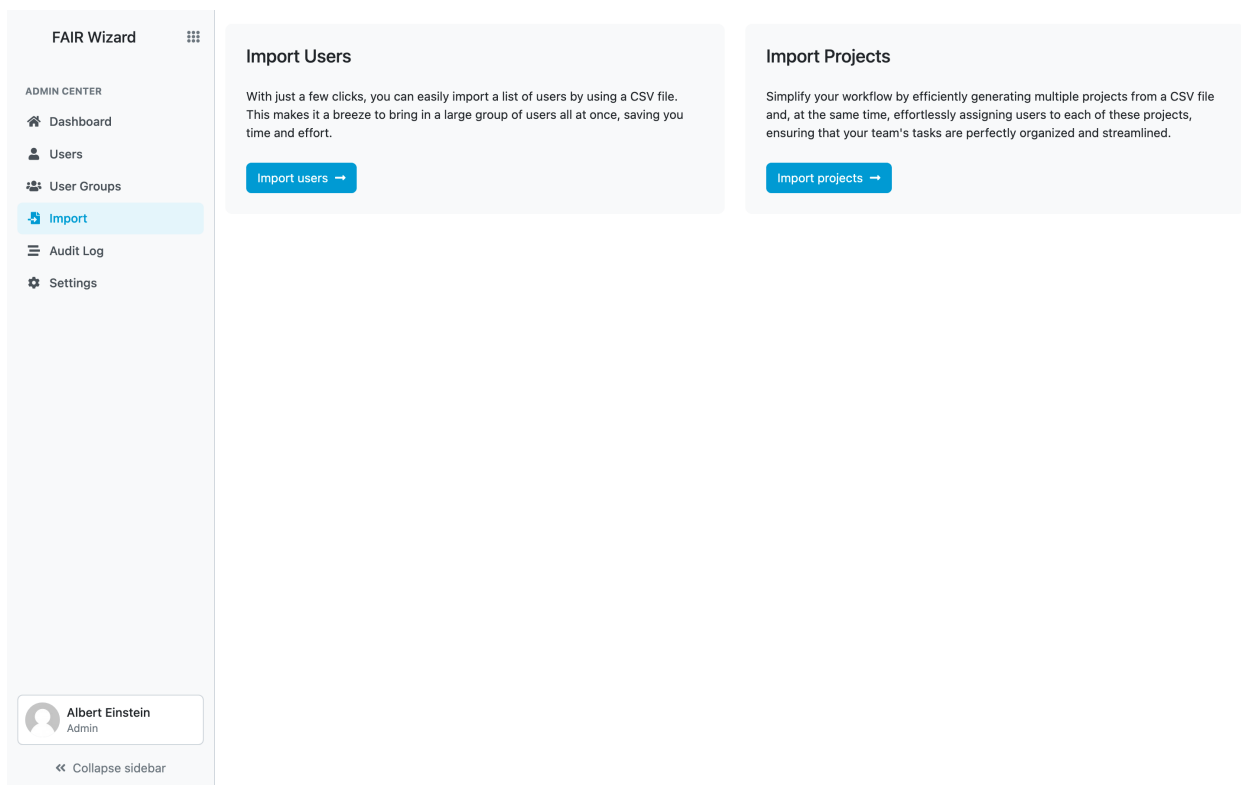 FAIR Wizard
ADMIN CENTER
Dashboard
Users
User Groups
Import
Audit Log
Settings
Albert Einstein
Admin
Collapse sidebar
Import Users
With just a few clicks, you can easily import a list of users by using a CSV file.
This makes it a breeze to bring in a large group of users all at once, saving you
time and effort.
Import users
Import Projects
Simplify your workflow by efficiently generating multiple projects from a CSV file
and, at the same time, effortlessly assigning users to each of these projects,
ensuring that your team's tasks are perfectly organized and streamlined.
Import projects